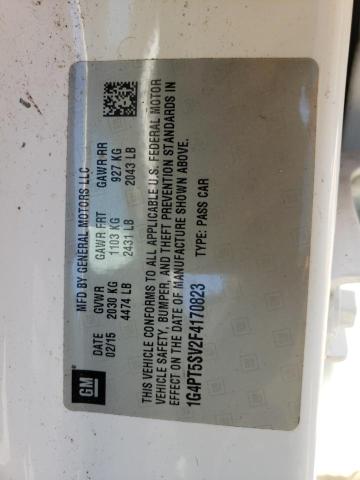 GM
MFD BY GENERAL MOTORS LLC
DATE GVWR GAWR FRT GAWR RR
02/15 2030 KG 1103 KG 927 KG
4474 LB 2431 LB 2043 LB
THIS VEHICLE CONFORMS TO ALL APPLICABLE U.S. FEDERAL MOTOR
VEHICLE SAFETY, BUMPER, AND THEFT PREVENTION STANDARDS IN
EFFECT ON THE DATE OF MANUFACTURE SHOWN ABOVE.
1G4PT5SV2F4170823 TYPE: PASS CAR